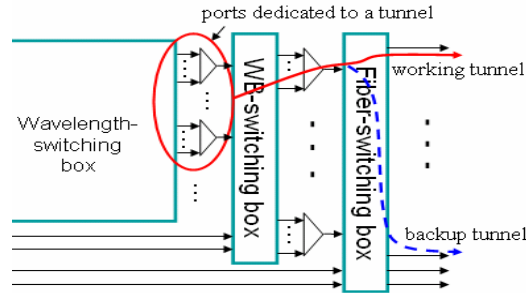 ports dedicated to a tunnel
Wavelength-
switching
box
WB-switching box
Fiber-switching box
working tunnel
backup tunnel